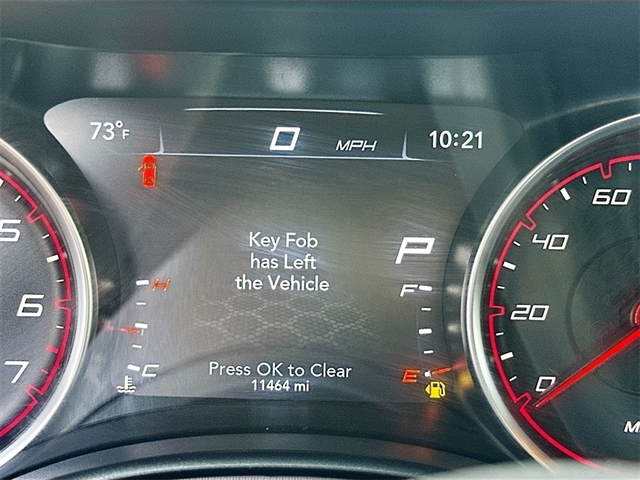 73°F 0 MPH 10:21
Key Fob
has Left
the Vehicle
P
H F
C E
Press OK to Clear
11464 mi
5
6
7
60
40
20
0
M